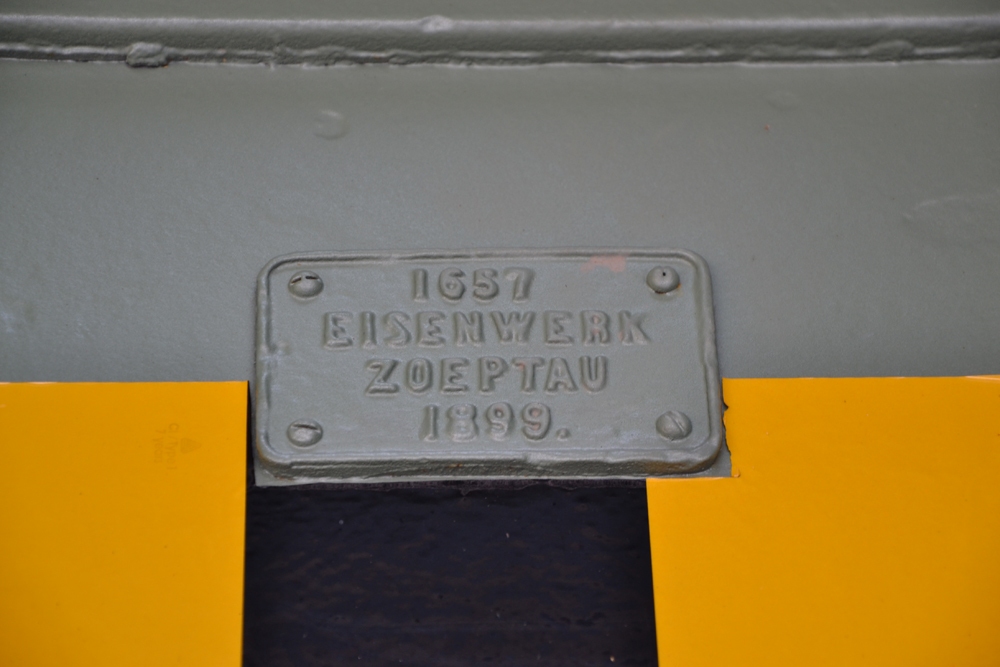 1657
EISENWERK
ZOEPTAU
1899.